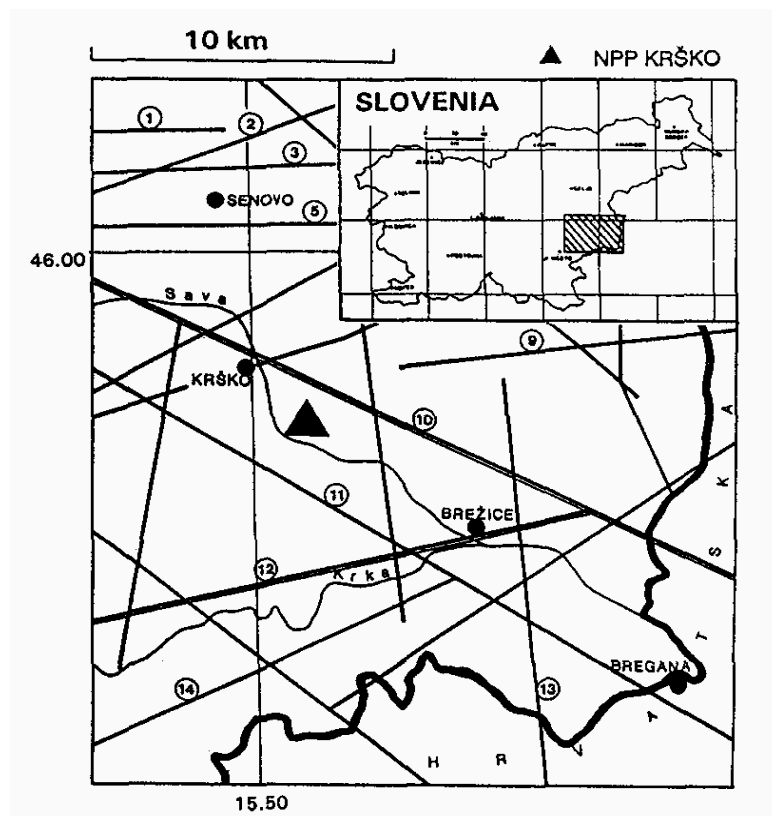 10 km
NPP KRŠKO
SLOVENIA
1
2
3
SENOVO
5
46.00
Sava
9
KRŠKO
10
11
BREŽICE
12
Krka
BREGANA
14
13
H R V A T S K A
15.50